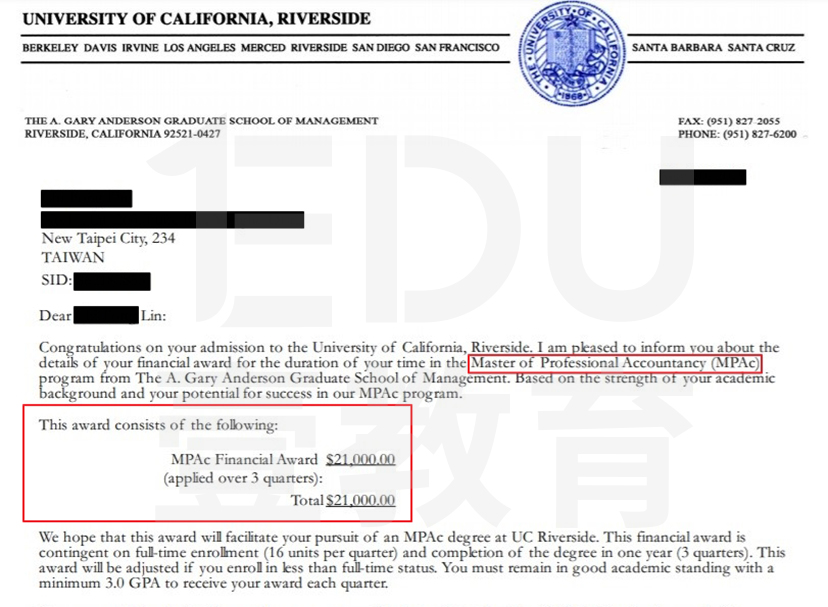 UNIVERSITY OF CALIFORNIA, RIVERSIDE
BERKELEY DAVIS IRVINE LOS ANGELES MERCED RIVERSIDE SAN DIEGO SAN FRANCISCO
SANTA BARBARA SANTA CRUZ
THE UNIVERSITY OF CALIFORNIA
1868
THE A. GARY ANDERSON GRADUATE SCHOOL OF MANAGEMENT
RIVERSIDE, CALIFORNIA 92521-0427
FAX: (951) 827 2055
PHONE: (951) 827-6200
1EDU
壹教育
New Taipei City, 234
TAIWAN
SID:
Dear Lin:
Congratulations on your admission to the University of California, Riverside. I am pleased to inform you about the
details of your financial award for the duration of your time in the Master of Professional Accountancy (MPAc)
program from The A. Gary Anderson Graduate School of Management. Based on the strength of your academic
background and your potential for success in our MPAc program.
This award consists of the following:
MPAc Financial Award $21,000.00
(applied over 3 quarters):
Total $21,000.00
We hope that this award will facilitate your pursuit of an MPAc degree at UC Riverside. This financial award is
contingent on full-time enrollment (16 units per quarter) and completion of the degree in one year (3 quarters). This
award will be adjusted if you enroll in less than full-time status. You must remain in good academic standing with a
minimum 3.0 GPA to receive your award each quarter.